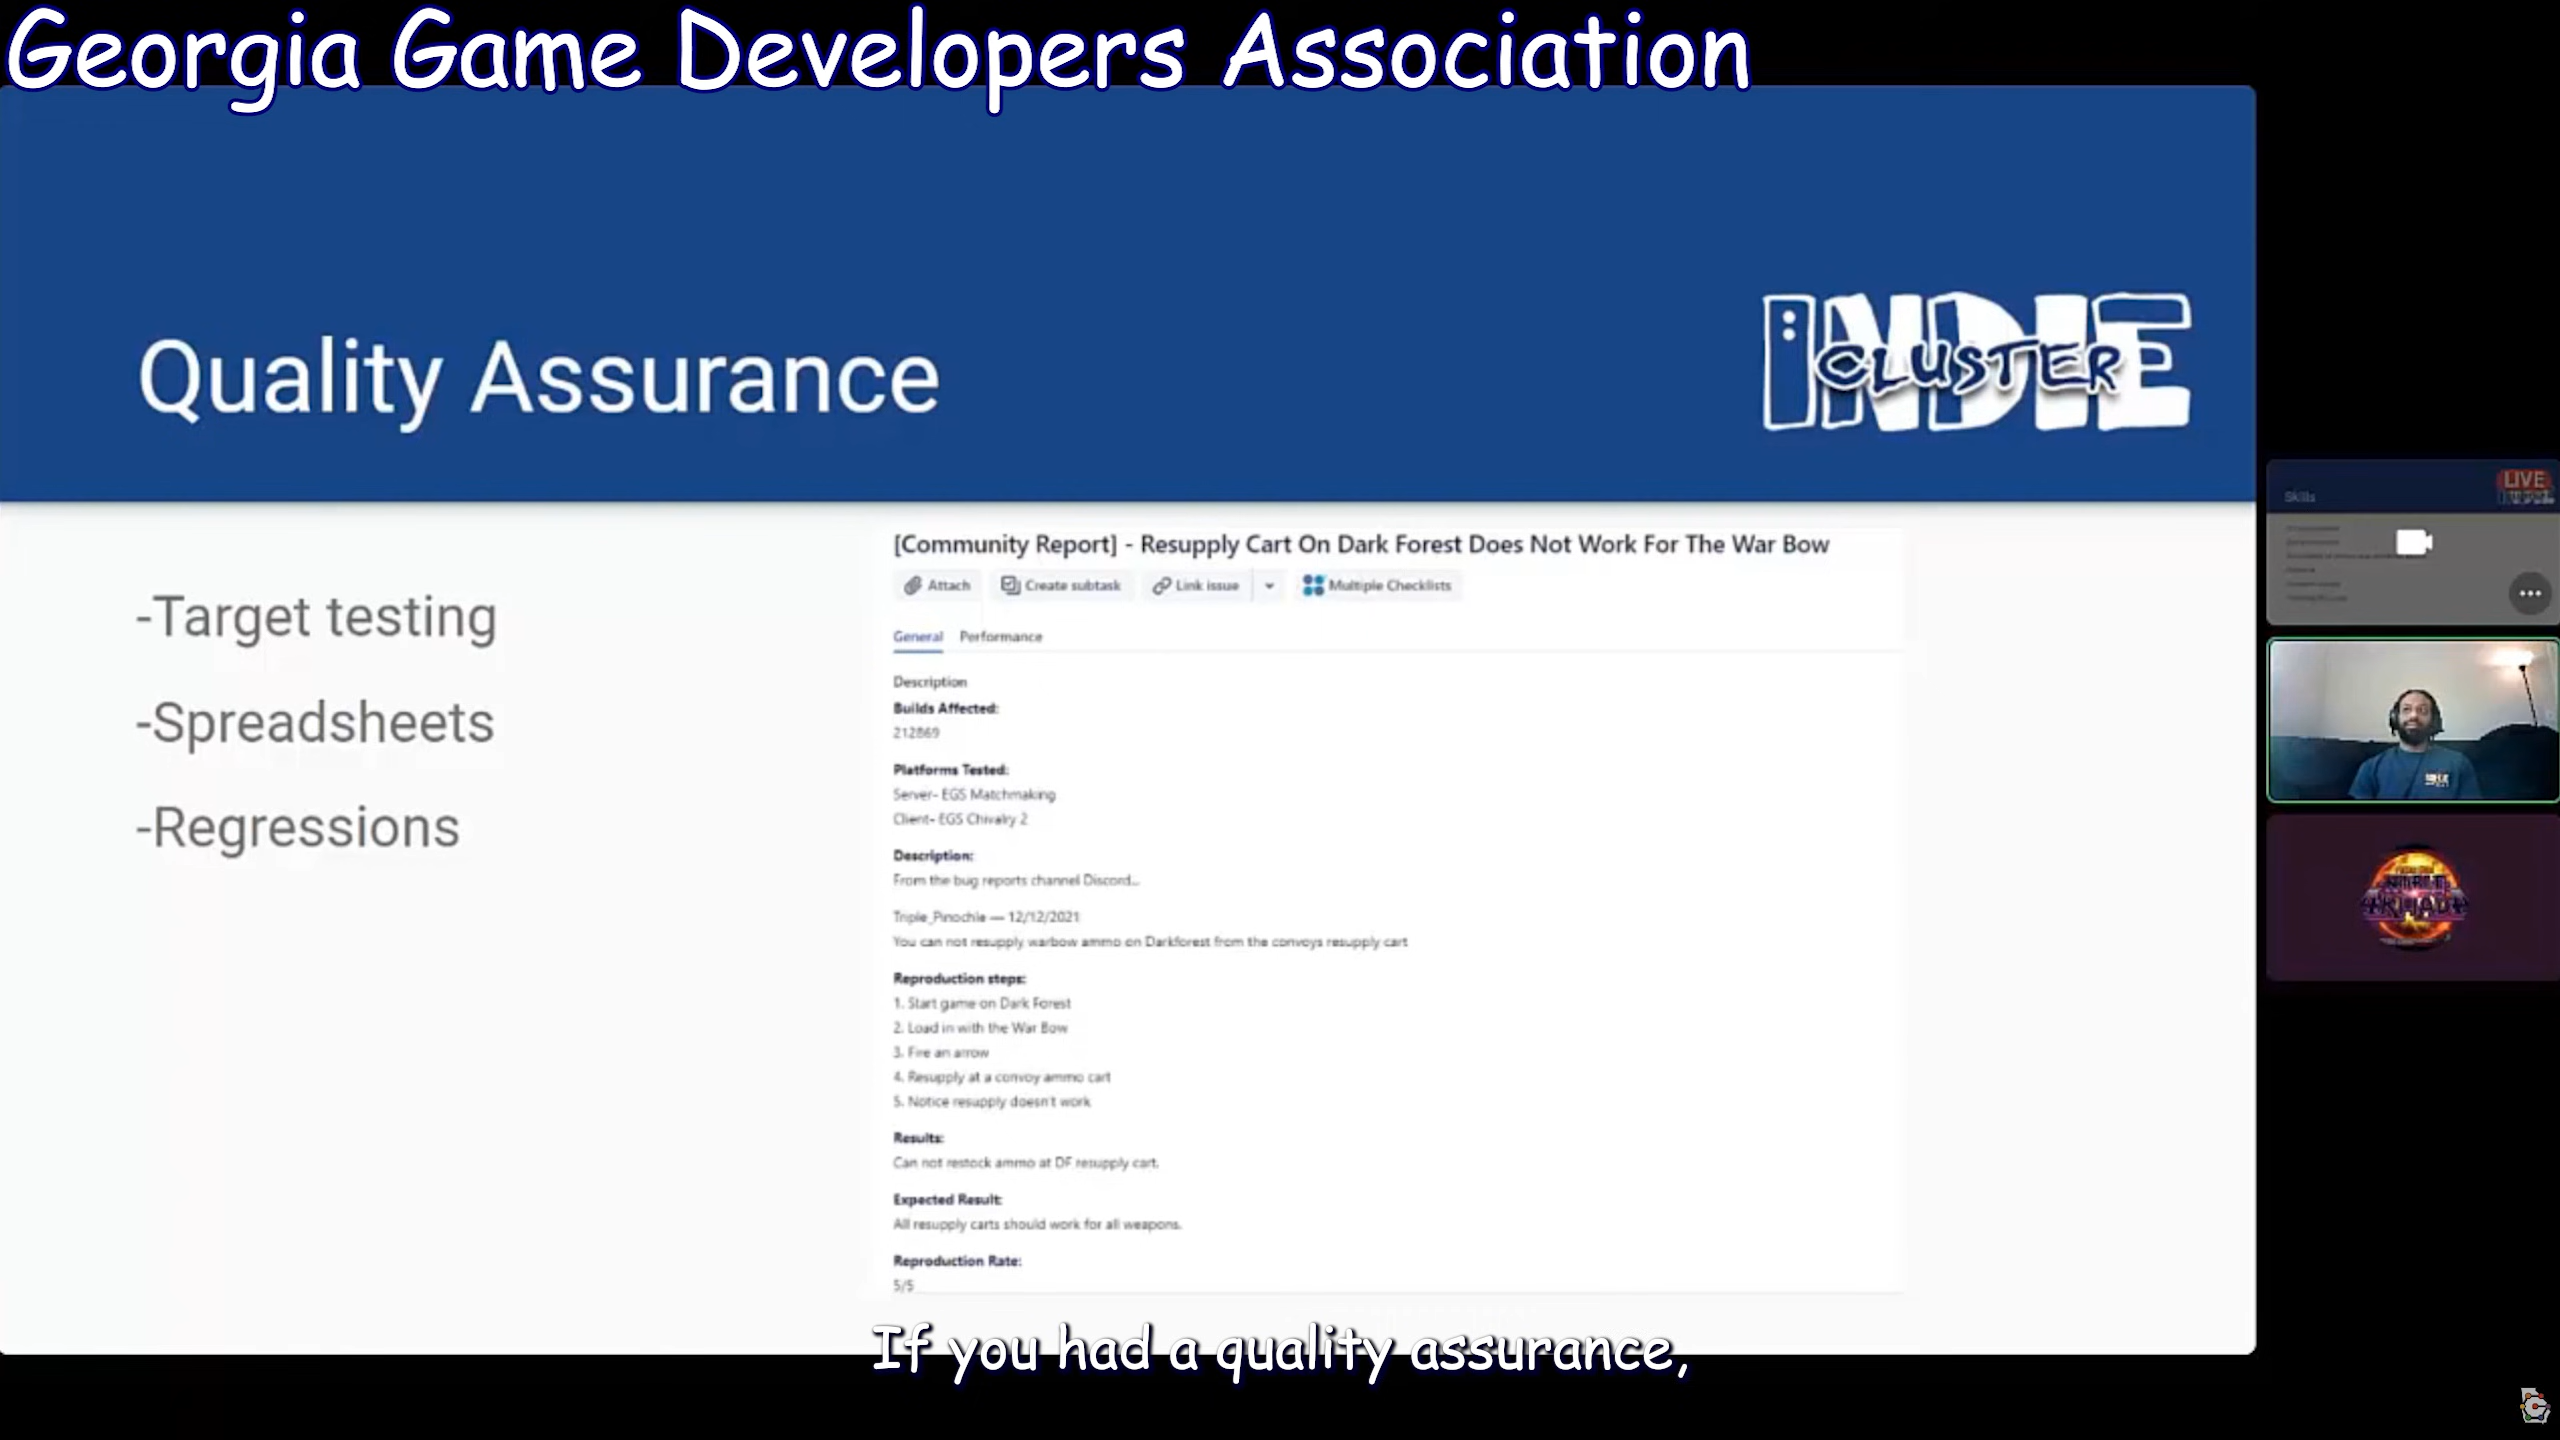 Georgia Game Developers Association
Quality Assurance
INDIE
CLUSTER
-Target testing
-Spreadsheets
-Regressions
[Community Report] - Resupply Cart On Dark Forest Does Not Work For The War Bow
Attach
Create subtask
Link issue
Multiple Checklists
General
Performance
Description
Builds Affected:
212869
Platforms Tested:
Server- EGS Matchmaking
Client- EGS Chivalry 2
Description:
From the bug reports channel Discord...
Triple_Pinochle — 12/12/2021
You can not resupply warbow ammo on Darkforest from the convoys resupply cart
Reproduction steps:
1. Start game on Dark Forest
2. Load in with the War Bow
3. Fire an arrow
4. Resupply at a convoy ammo cart
5. Notice resupply doesn't work
Results:
Can not restock ammo at DF resupply cart.
Expected Result:
All resupply carts should work for all weapons.
Reproduction Rate:
5/5
Skills
LIVE
If you had a quality assurance,